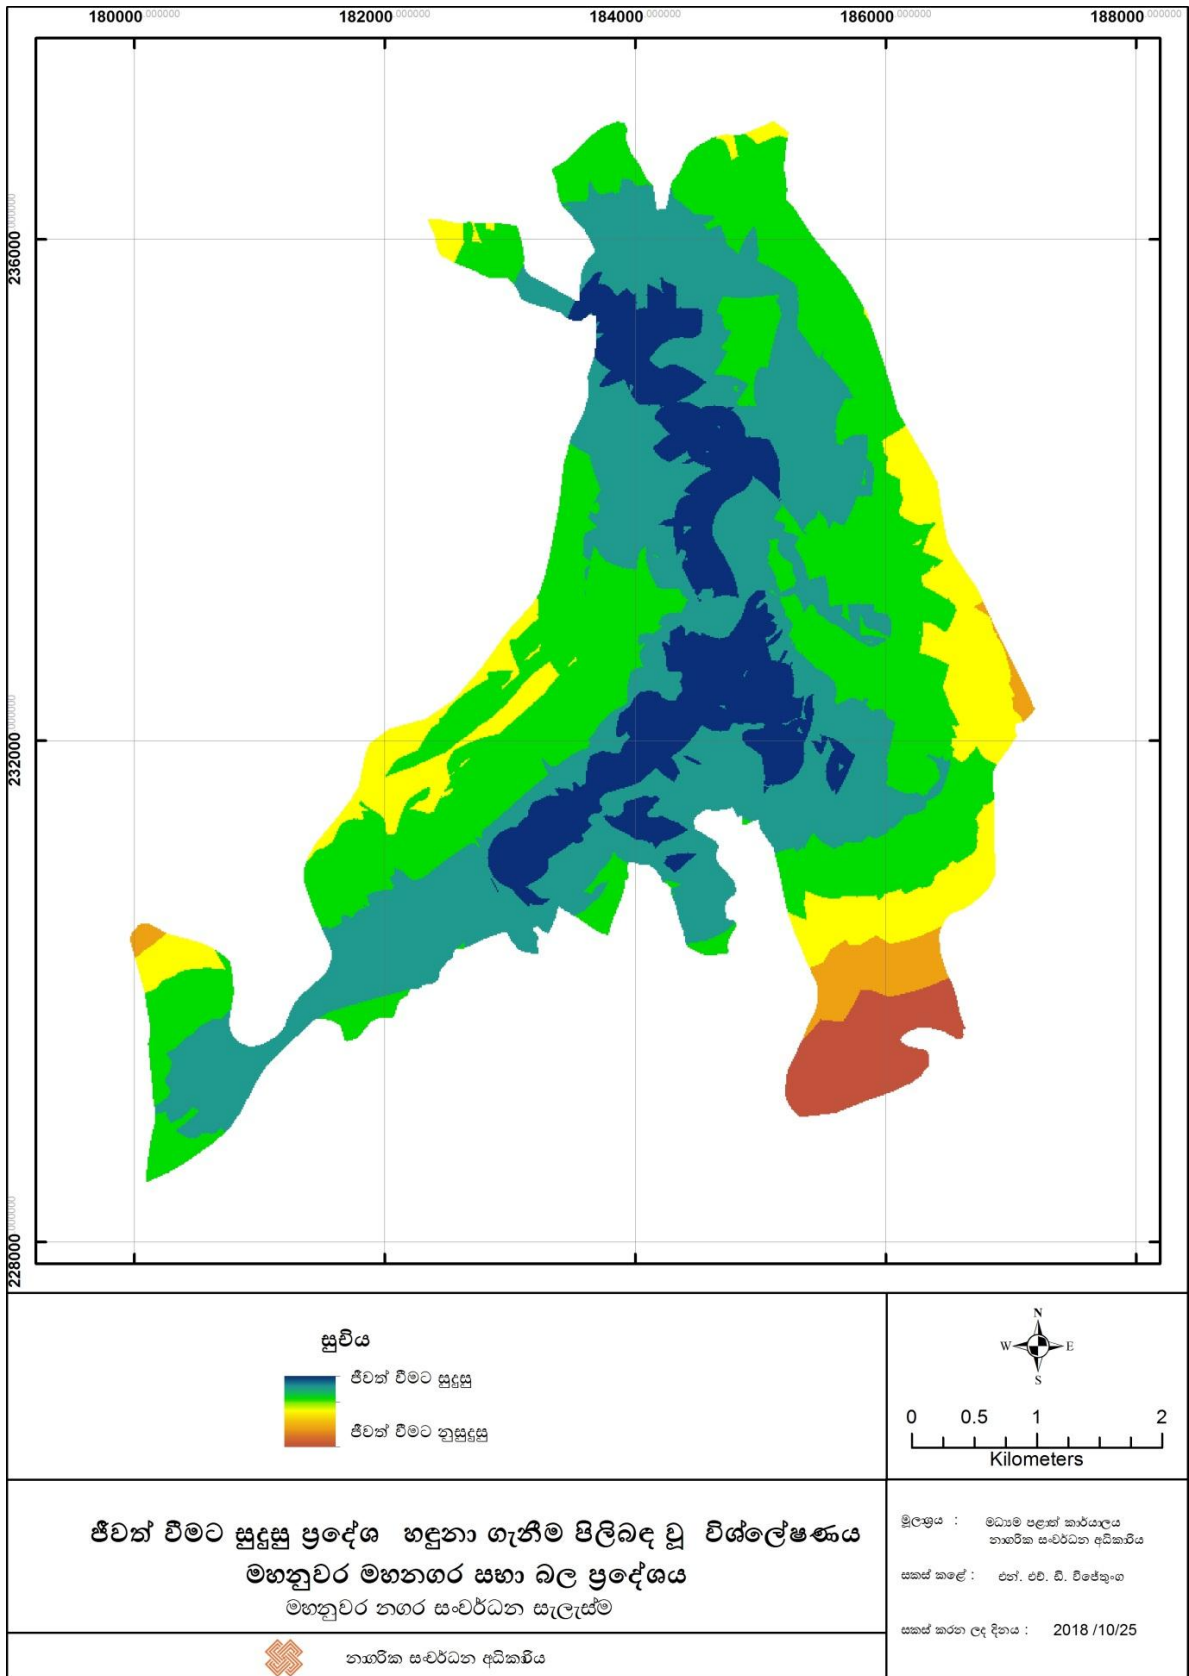 180000.000000 182000.000000 184000.000000 186000.000000 188000.000000
236000.000000
232000.000000
228000.000000
සුචිය
ජීවත් වීමට සුදුසු
ජීවත් වීමට නුසුදුසු
N
W E
S
0 0.5 1 2
Kilometers
ජීවත් වීමට සුදුසු ප්‍රදේශ හඳුනා ගැනීම පිලිබඳ වූ විශ්ලේෂණය
මහනුවර මහනගර සභා බල ප්‍රදේශය
මහනුවර නගර සංවර්ධන සැලැස්ම
නාගරික සංවර්ධන අධිකාරිය
මූලාශ්‍රය : මධ්‍යම පළාත් කාර්යාලය
නාගරික සංවර්ධන අධිකාරිය
සකස් කළේ : එන්. එච්. ඩී. විජේතුංග
සකස් කරන ලද දිනය : 2018 /10/25